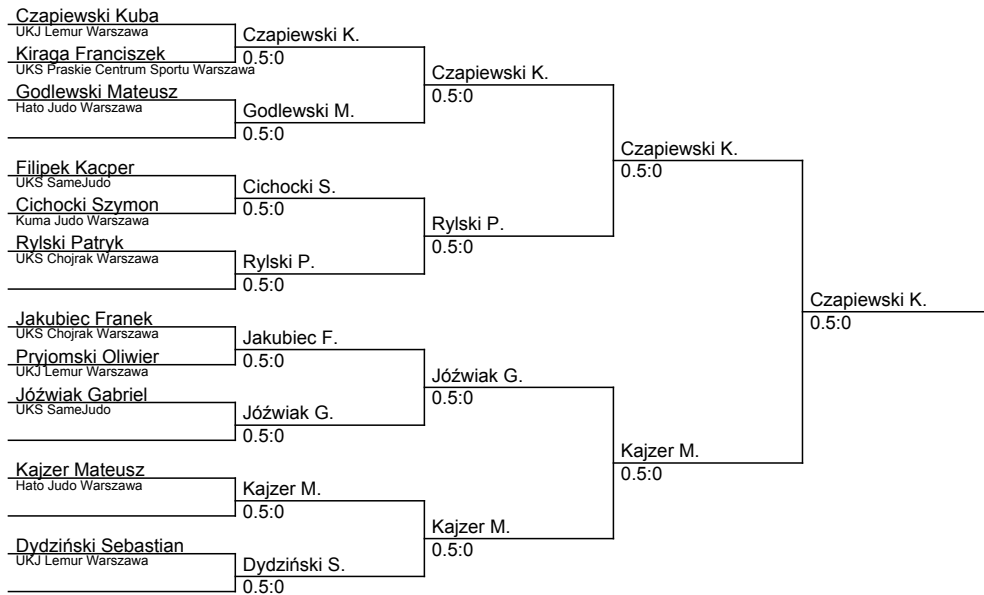 Czapiewski Kuba
UKJ Lemur Warszawa
Kiraga Franciszek
UKS Praskie Centrum Sportu Warszawa
Godlewski Mateusz
Hato Judo Warszawa
Filipek Kacper
UKS SameJudo
Cichocki Szymon
Kuma Judo Warszawa
Rylski Patryk
UKS Chojrak Warszawa
Jakubiec Franek
UKS Chojrak Warszawa
Pryjomski Oliwier
UKJ Lemur Warszawa
Jóźwiak Gabriel
UKS SameJudo
Kajzer Mateusz
Hato Judo Warszawa
Dydziński Sebastian
UKJ Lemur Warszawa
Czapiewski K.
0.5:0
Godlewski M.
0.5:0
Cichocki S.
0.5:0
Rylski P.
0.5:0
Jakubiec F.
0.5:0
Jóźwiak G.
0.5:0
Kajzer M.
0.5:0
Dydziński S.
0.5:0
Czapiewski K.
0.5:0
Rylski P.
0.5:0
Jóźwiak G.
0.5:0
Kajzer M.
0.5:0
Czapiewski K.
0.5:0
Kajzer M.
0.5:0
Czapiewski K.
0.5:0